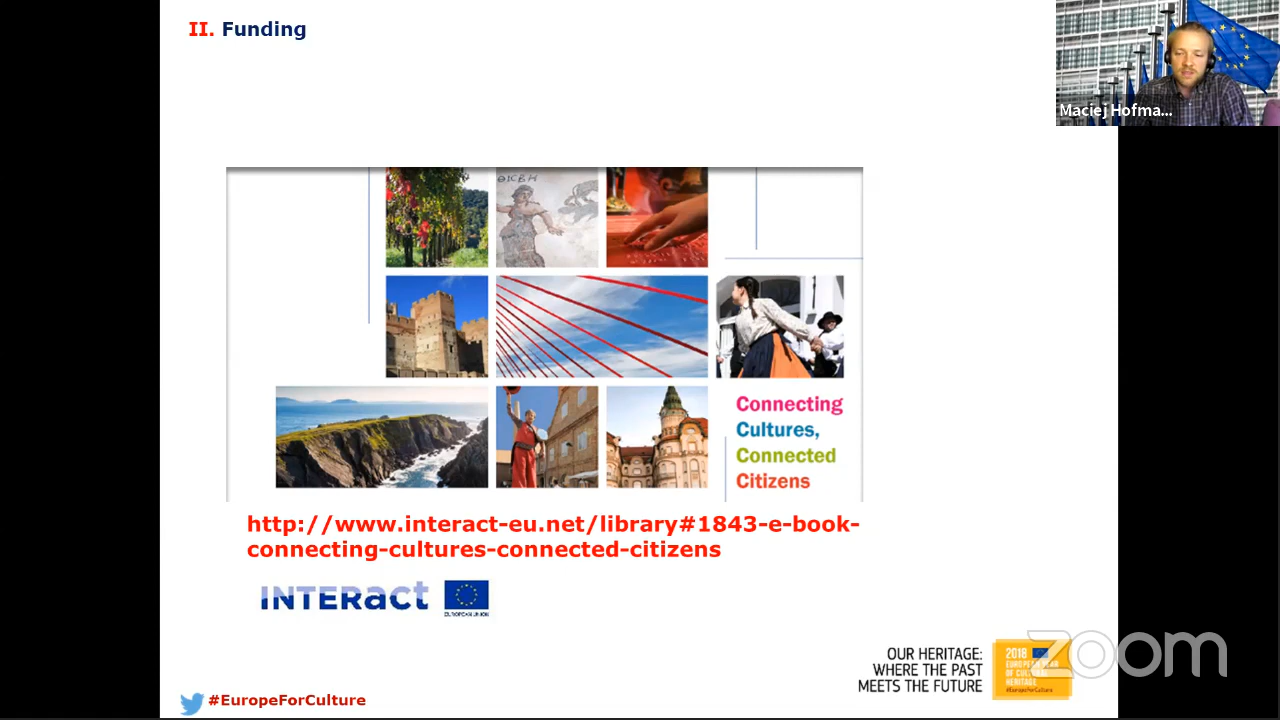 II. Funding
Maciej Hofma...
Connecting
Cultures,
Connected
Citizens
http://www.interact-eu.net/library#1843-e-book-
connecting-cultures-connected-citizens
INTERact
EUROPEAN UNION
OUR HERITAGE:
WHERE THE PAST
MEETS THE FUTURE
2018
EUROPEAN YEAR
OF CULTURAL
HERITAGE
#EuropeForCulture
zoom
#EuropeForCulture